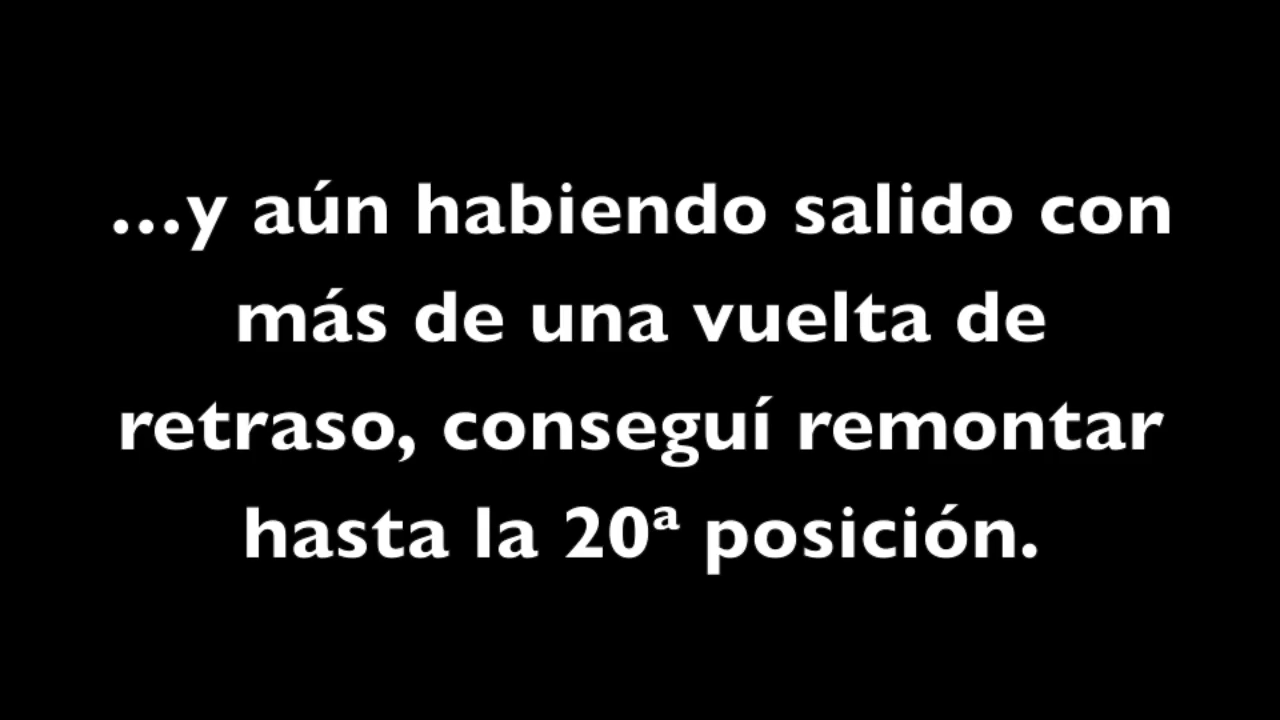 ...y aún habiendo salido con
más de una vuelta de
retraso, conseguí remontar
hasta la 20ª posición.